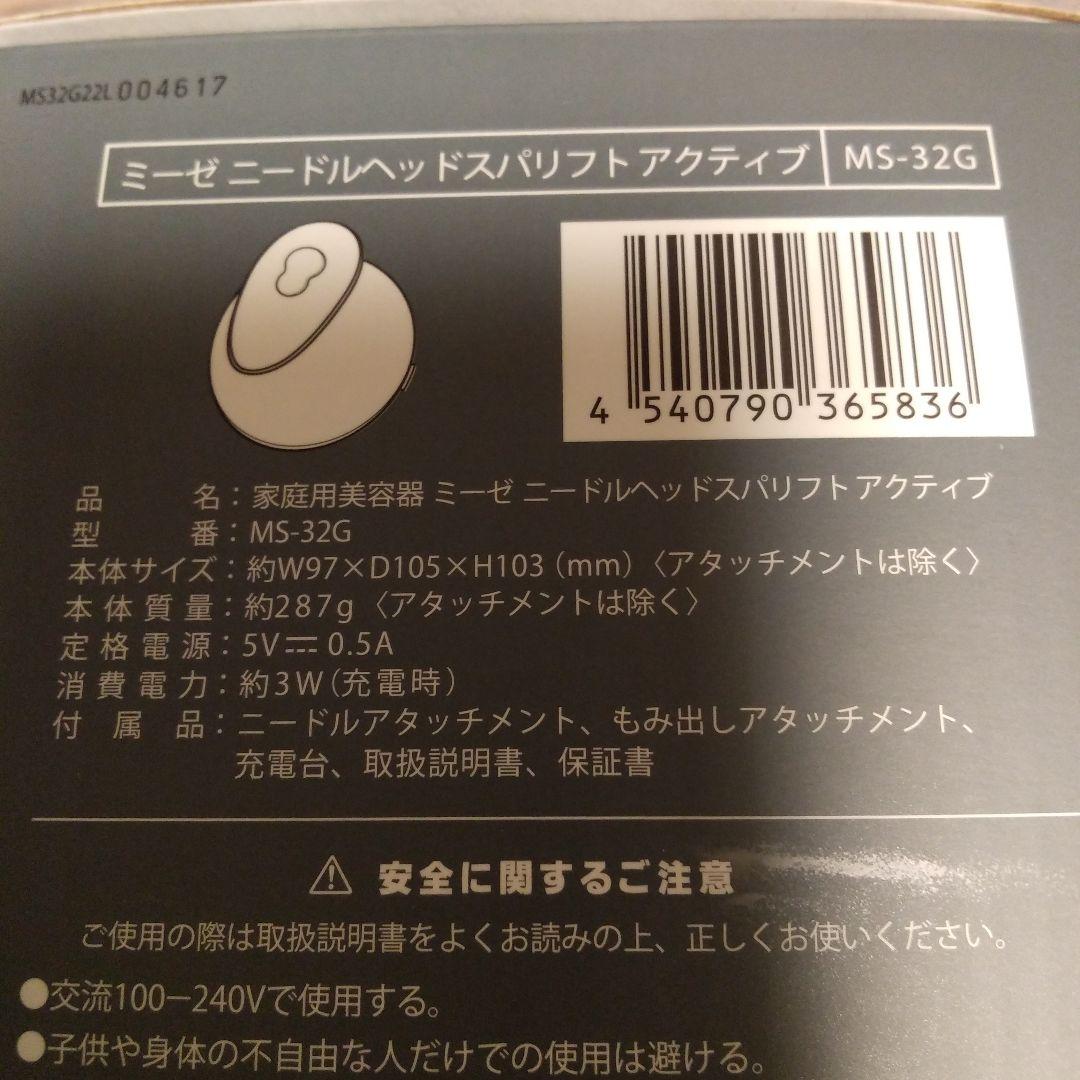 MS32G22L004617
ミーゼ ニードルヘッドスパリフト アクティブ MS-32G
4 540790 365836
品名：家庭用美容器 ミーゼ ニードルヘッドスパリフト アクティブ
型番：MS-32G
本体サイズ：約W97×D105×H103（mm）〈アタッチメントは除く〉
本体質量：約287g〈アタッチメントは除く〉
定格電源：5V⎓0.5A
消費電力：約3W（充電時）
付属品：ニードルアタッチメント、もみ出しアタッチメント、
充電台、取扱説明書、保証書
安全に関するご注意
ご使用の際は取扱説明書をよくお読みの上、正しくお使いください。
●交流100ー240Vで使用する。
●子供や身体の不自由な人だけでの使用は避ける。